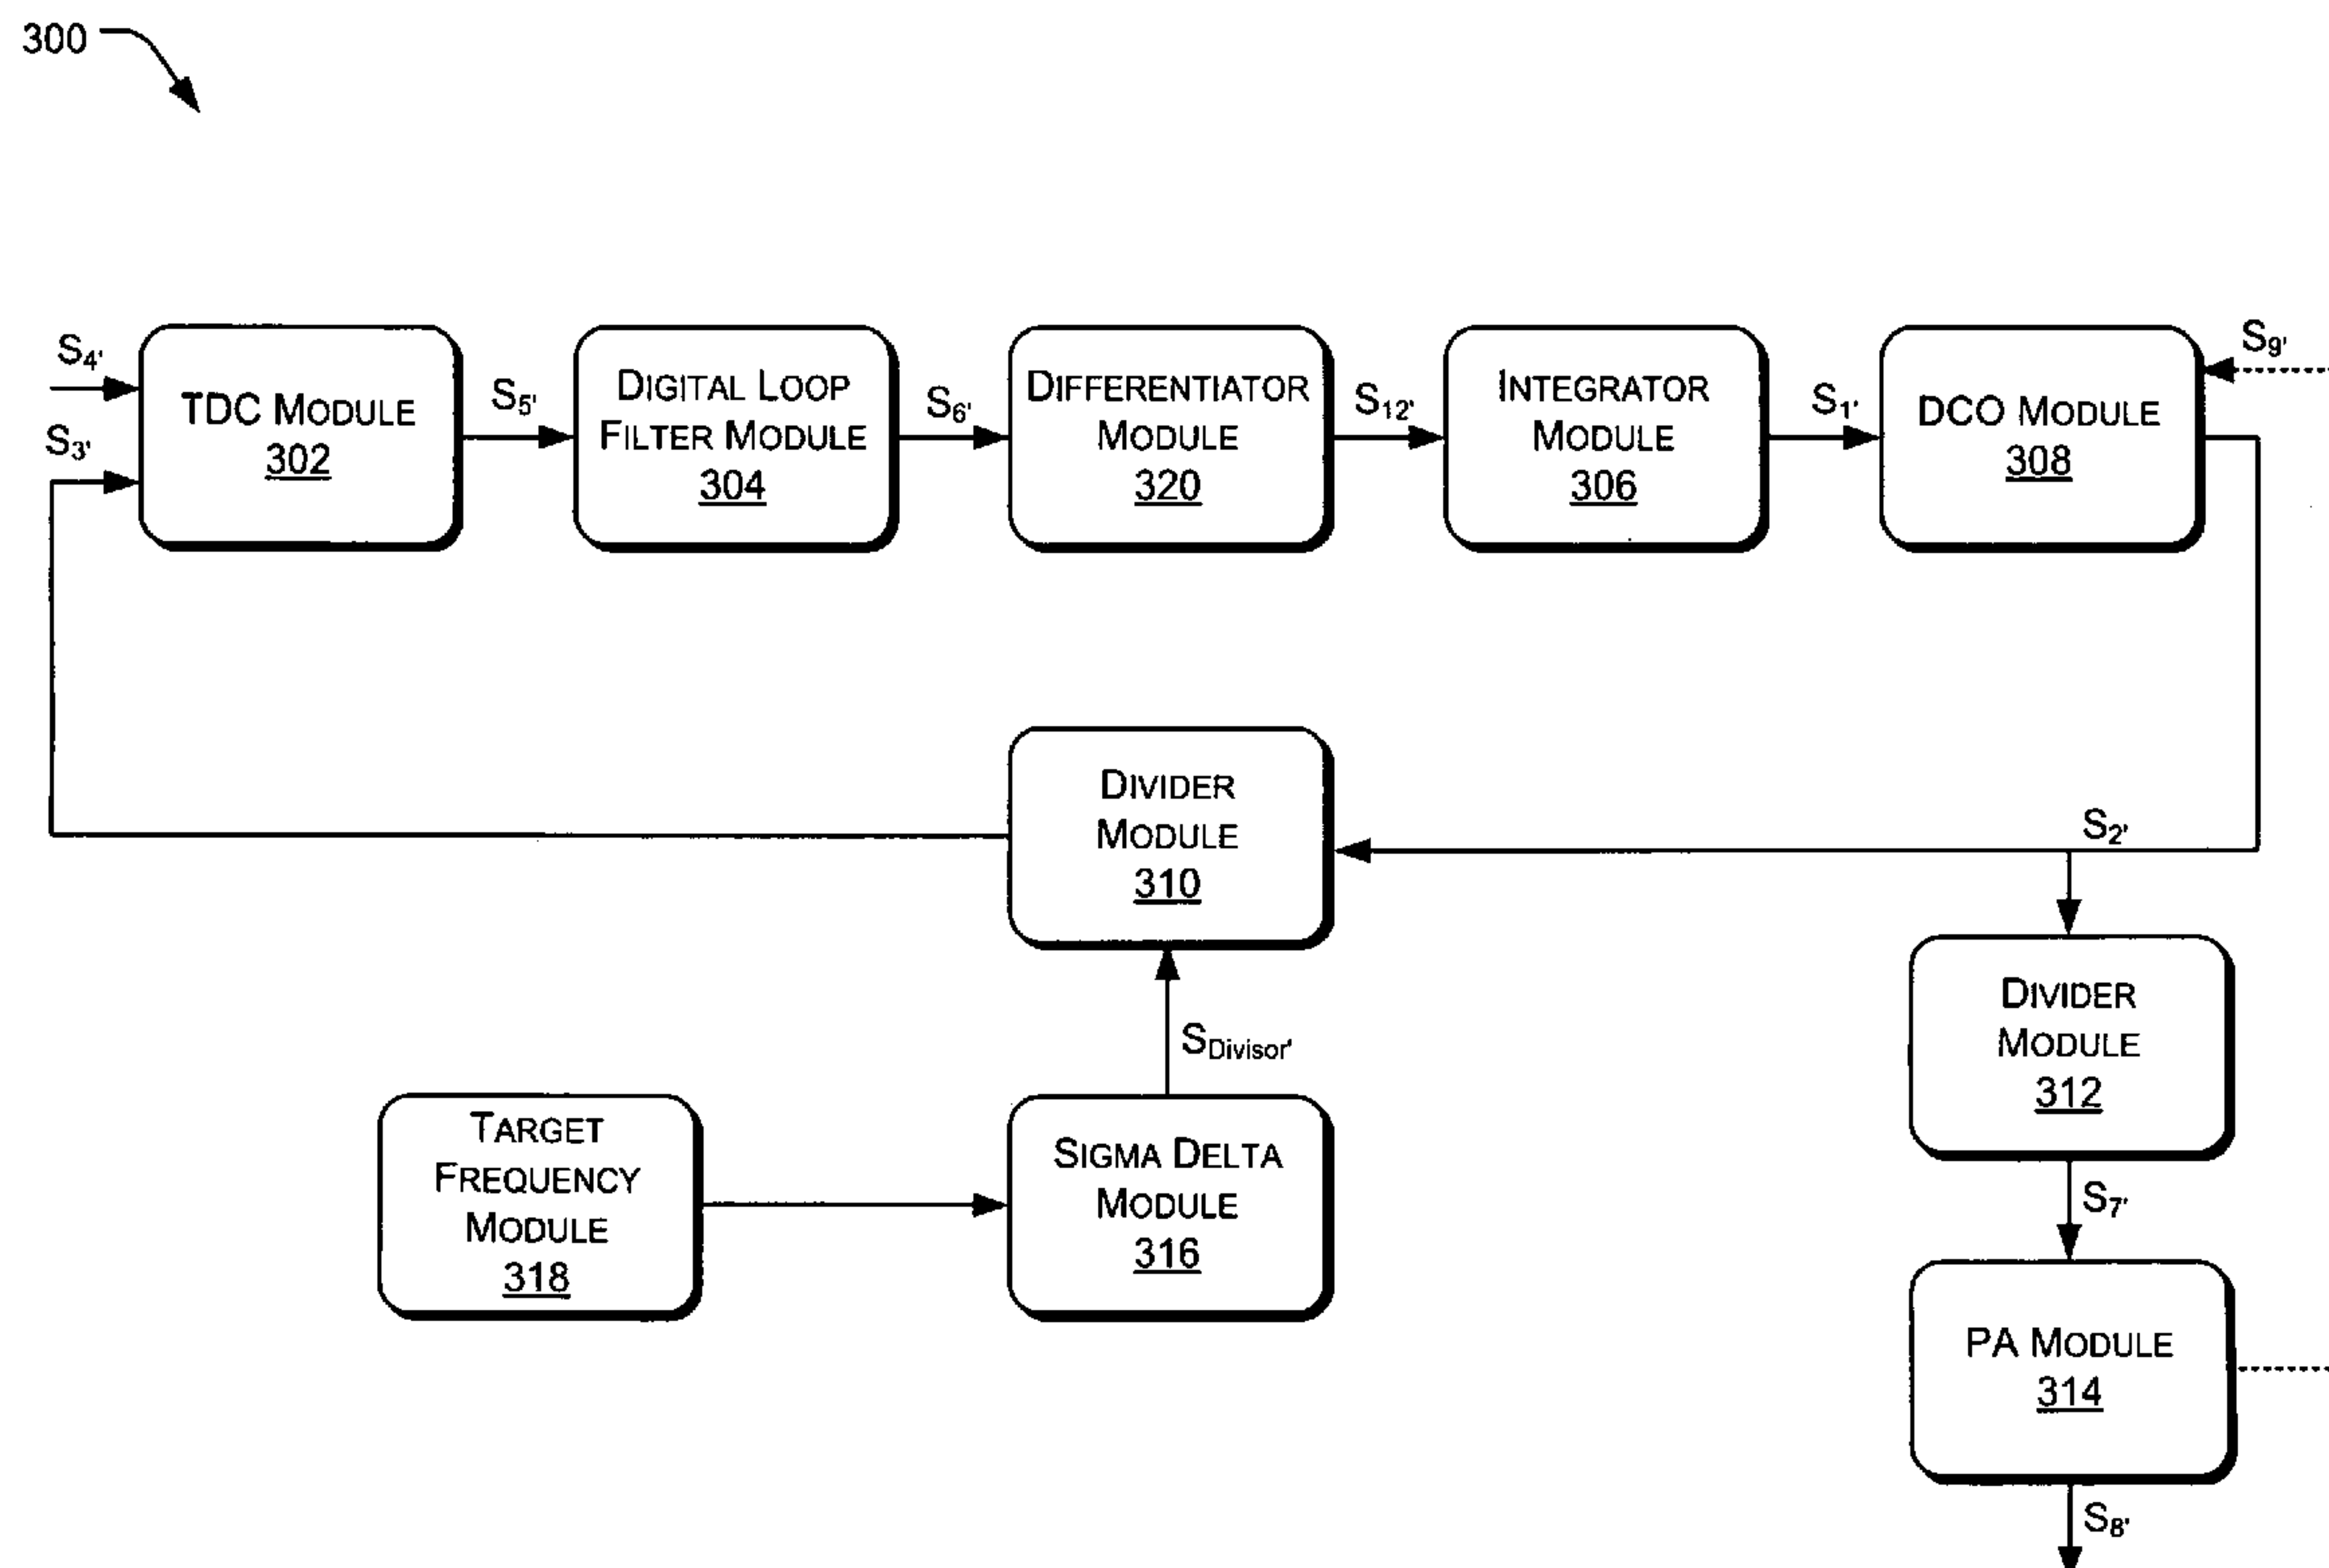 300
S4'
S3'
TDC MODULE
302
S5'
DIGITAL LOOP
FILTER MODULE
304
S6'
DIFFERENTIATOR
MODULE
320
S12'
INTEGRATOR
MODULE
306
S1'
DCO MODULE
308
S9'
DIVIDER
MODULE
310
S2'
SDivisor'
DIVIDER
MODULE
312
TARGET
FREQUENCY
MODULE
318
SIGMA DELTA
MODULE
316
S7'
PA MODULE
314
S8'